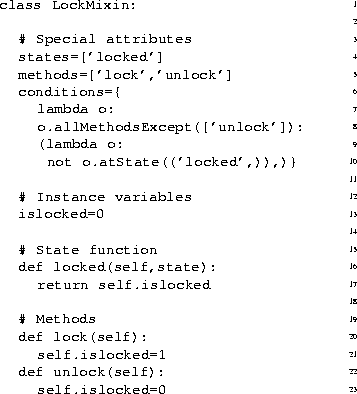 class LockMixin: 1
2
  # Special attributes 3
  states=['locked'] 4
  methods=['lock','unlock'] 5
  conditions={ 6
    lambda o: 7
    o.allMethodsExcept(['unlock']): 8
    (lambda o: 9
     not o.atState(('locked',)),)} 10
11
  # Instance variables 12
  islocked=0 13
14
  # State function 15
  def locked(self,state): 16
    return self.islocked 17
18
  # Methods 19
  def lock(self): 20
    self.islocked=1 21
  def unlock(self): 22
    self.islocked=0 23